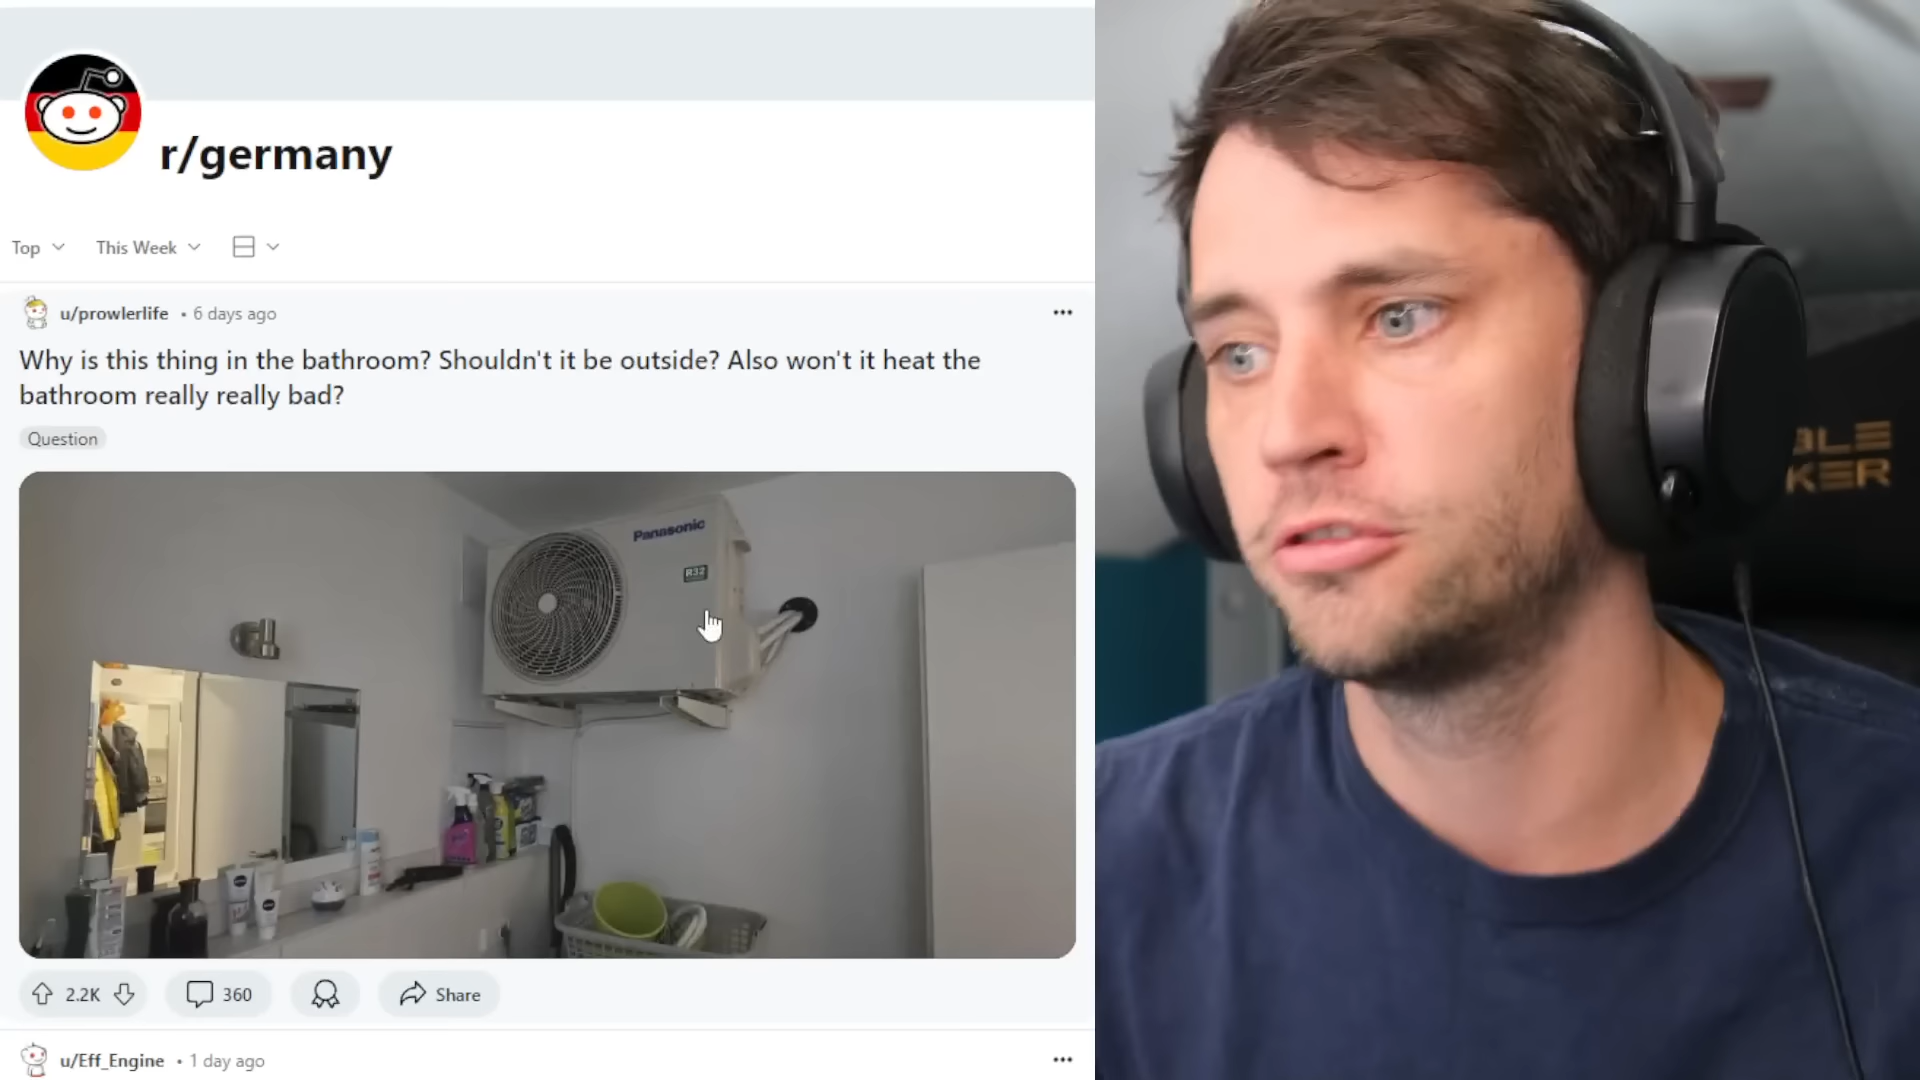 r/germany
Top
This Week
u/prowlerlife • 6 days ago
Why is this thing in the bathroom? Shouldn't it be outside? Also won't it heat the
bathroom really really bad?
Question
Panasonic
R32
2.2K
360
Share
u/Eff_Engine • 1 day ago
BLE
KER